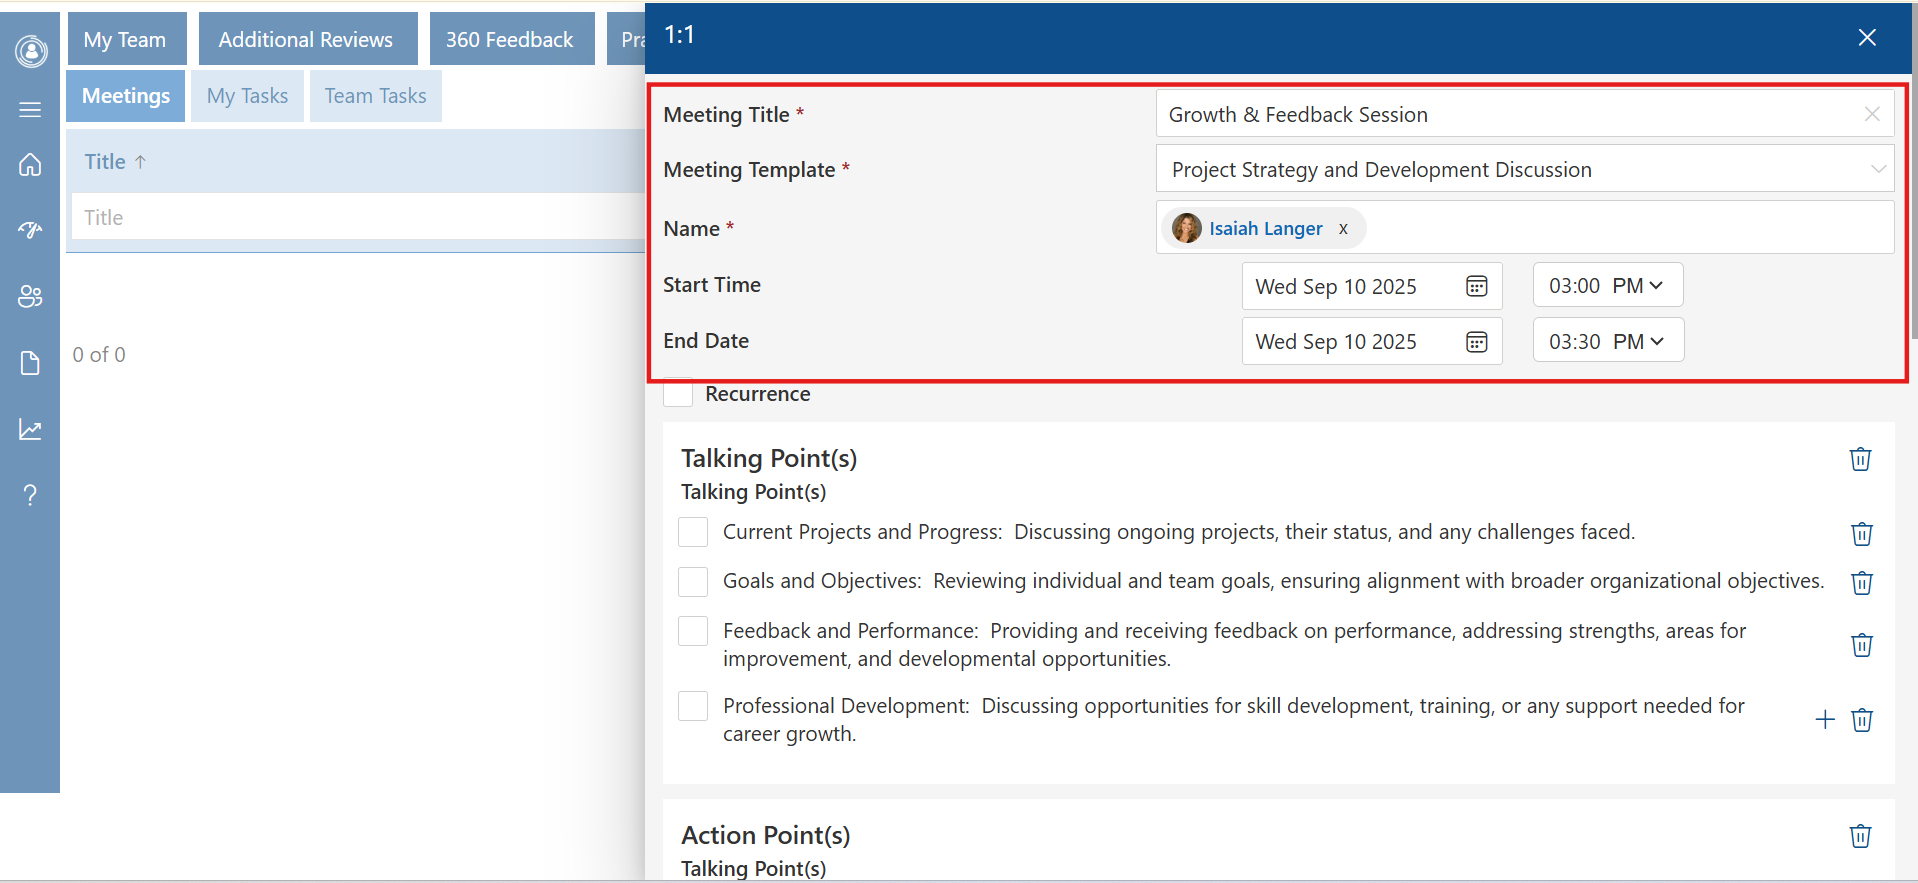 My Team
Additional Reviews
360 Feedback
Meetings
My Tasks
Team Tasks
Title ↑
Title
0 of 0
1:1
Meeting Title *
Growth & Feedback Session
Meeting Template *
Project Strategy and Development Discussion
Name *
Isaiah Langer x
Start Time
Wed Sep 10 2025
03:00 PM
End Date
Wed Sep 10 2025
03:30 PM
Recurrence
Talking Point(s)
Talking Point(s)
Current Projects and Progress: Discussing ongoing projects, their status, and any challenges faced.
Goals and Objectives: Reviewing individual and team goals, ensuring alignment with broader organizational objectives.
Feedback and Performance: Providing and receiving feedback on performance, addressing strengths, areas for
improvement, and developmental opportunities.
Professional Development: Discussing opportunities for skill development, training, or any support needed for
career growth.
Action Point(s)
Talking Point(s)